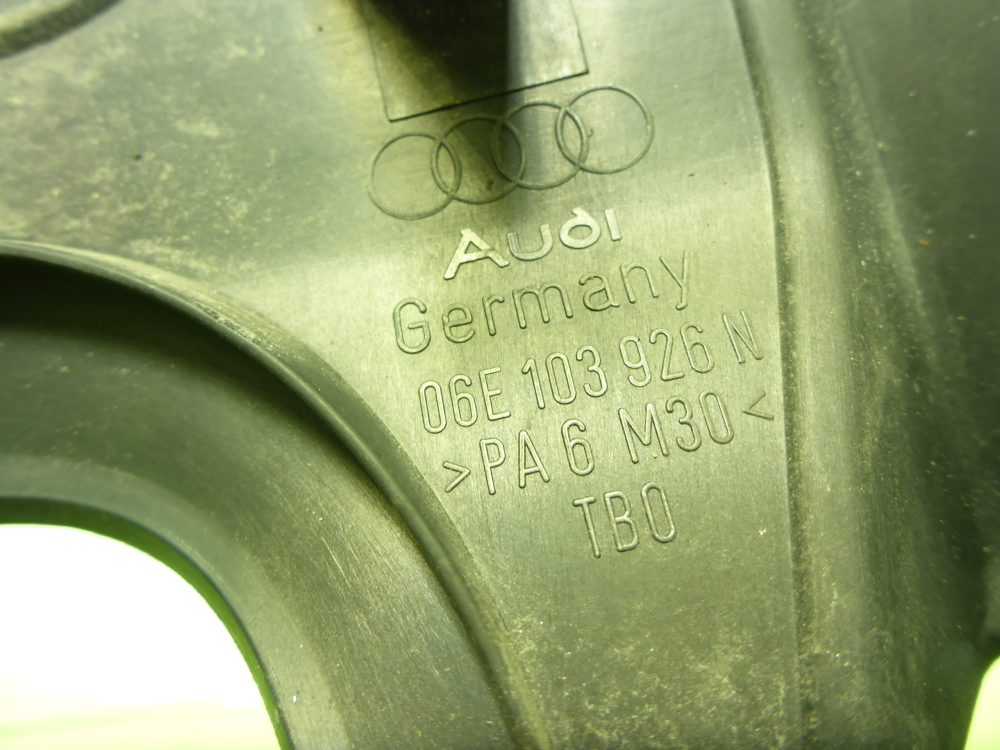 Audi
Germany
06E 103 926 N
>PA 6 M30<
TBO